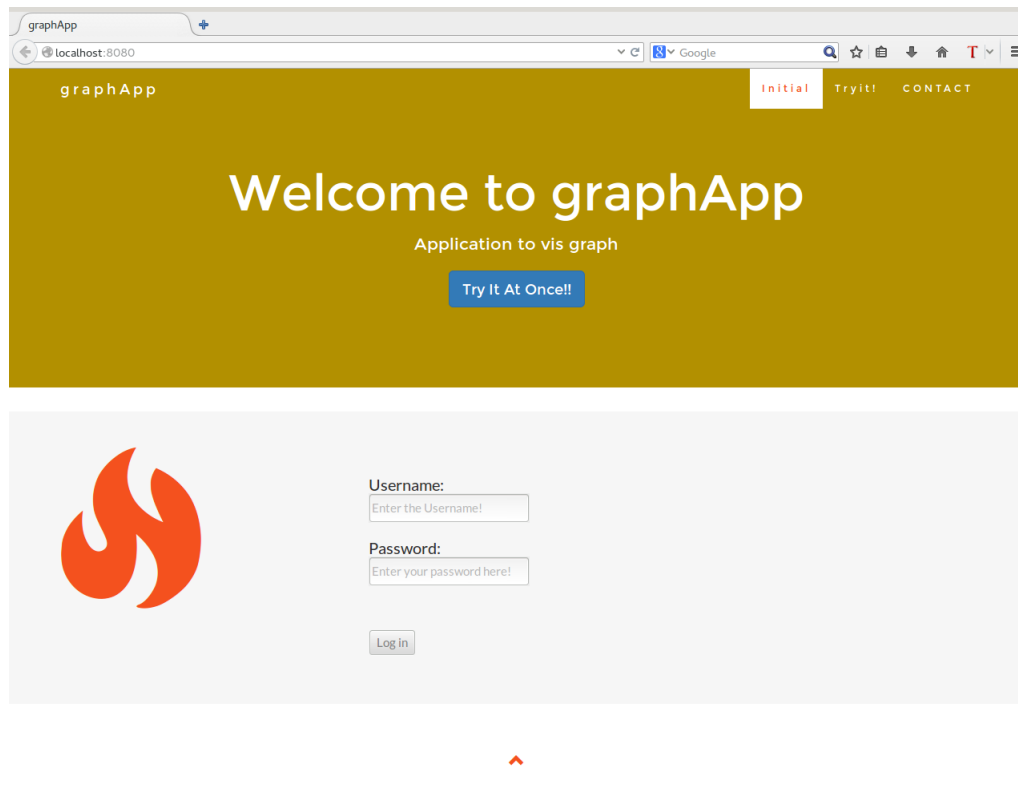 graphApp
localhost:8080
Google
graphApp
Initial Tryit! CONTACT
Welcome to graphApp
Application to vis graph
Try It At Once!!
Username:
Enter the Username!
Password:
Enter your password here!
Log in